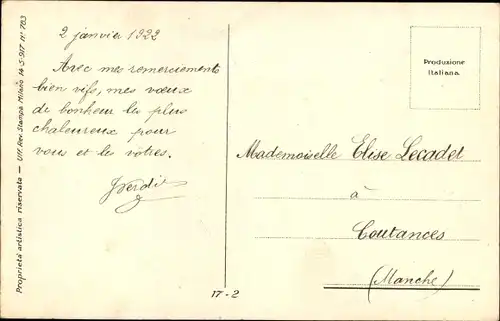 2 janvier 1922
Avec mes remerciements
bien vifs, mes vœux
de bonheur les plus
chaleureux pour
vous et les vôtres.
Produzione
Italiana.
Mademoiselle Elise Lecadet
à
Coutances
(Manche)
17-2
Proprietà artistica riservata — Uff. Rev. Stampa Milano 14-5-917 N° 783